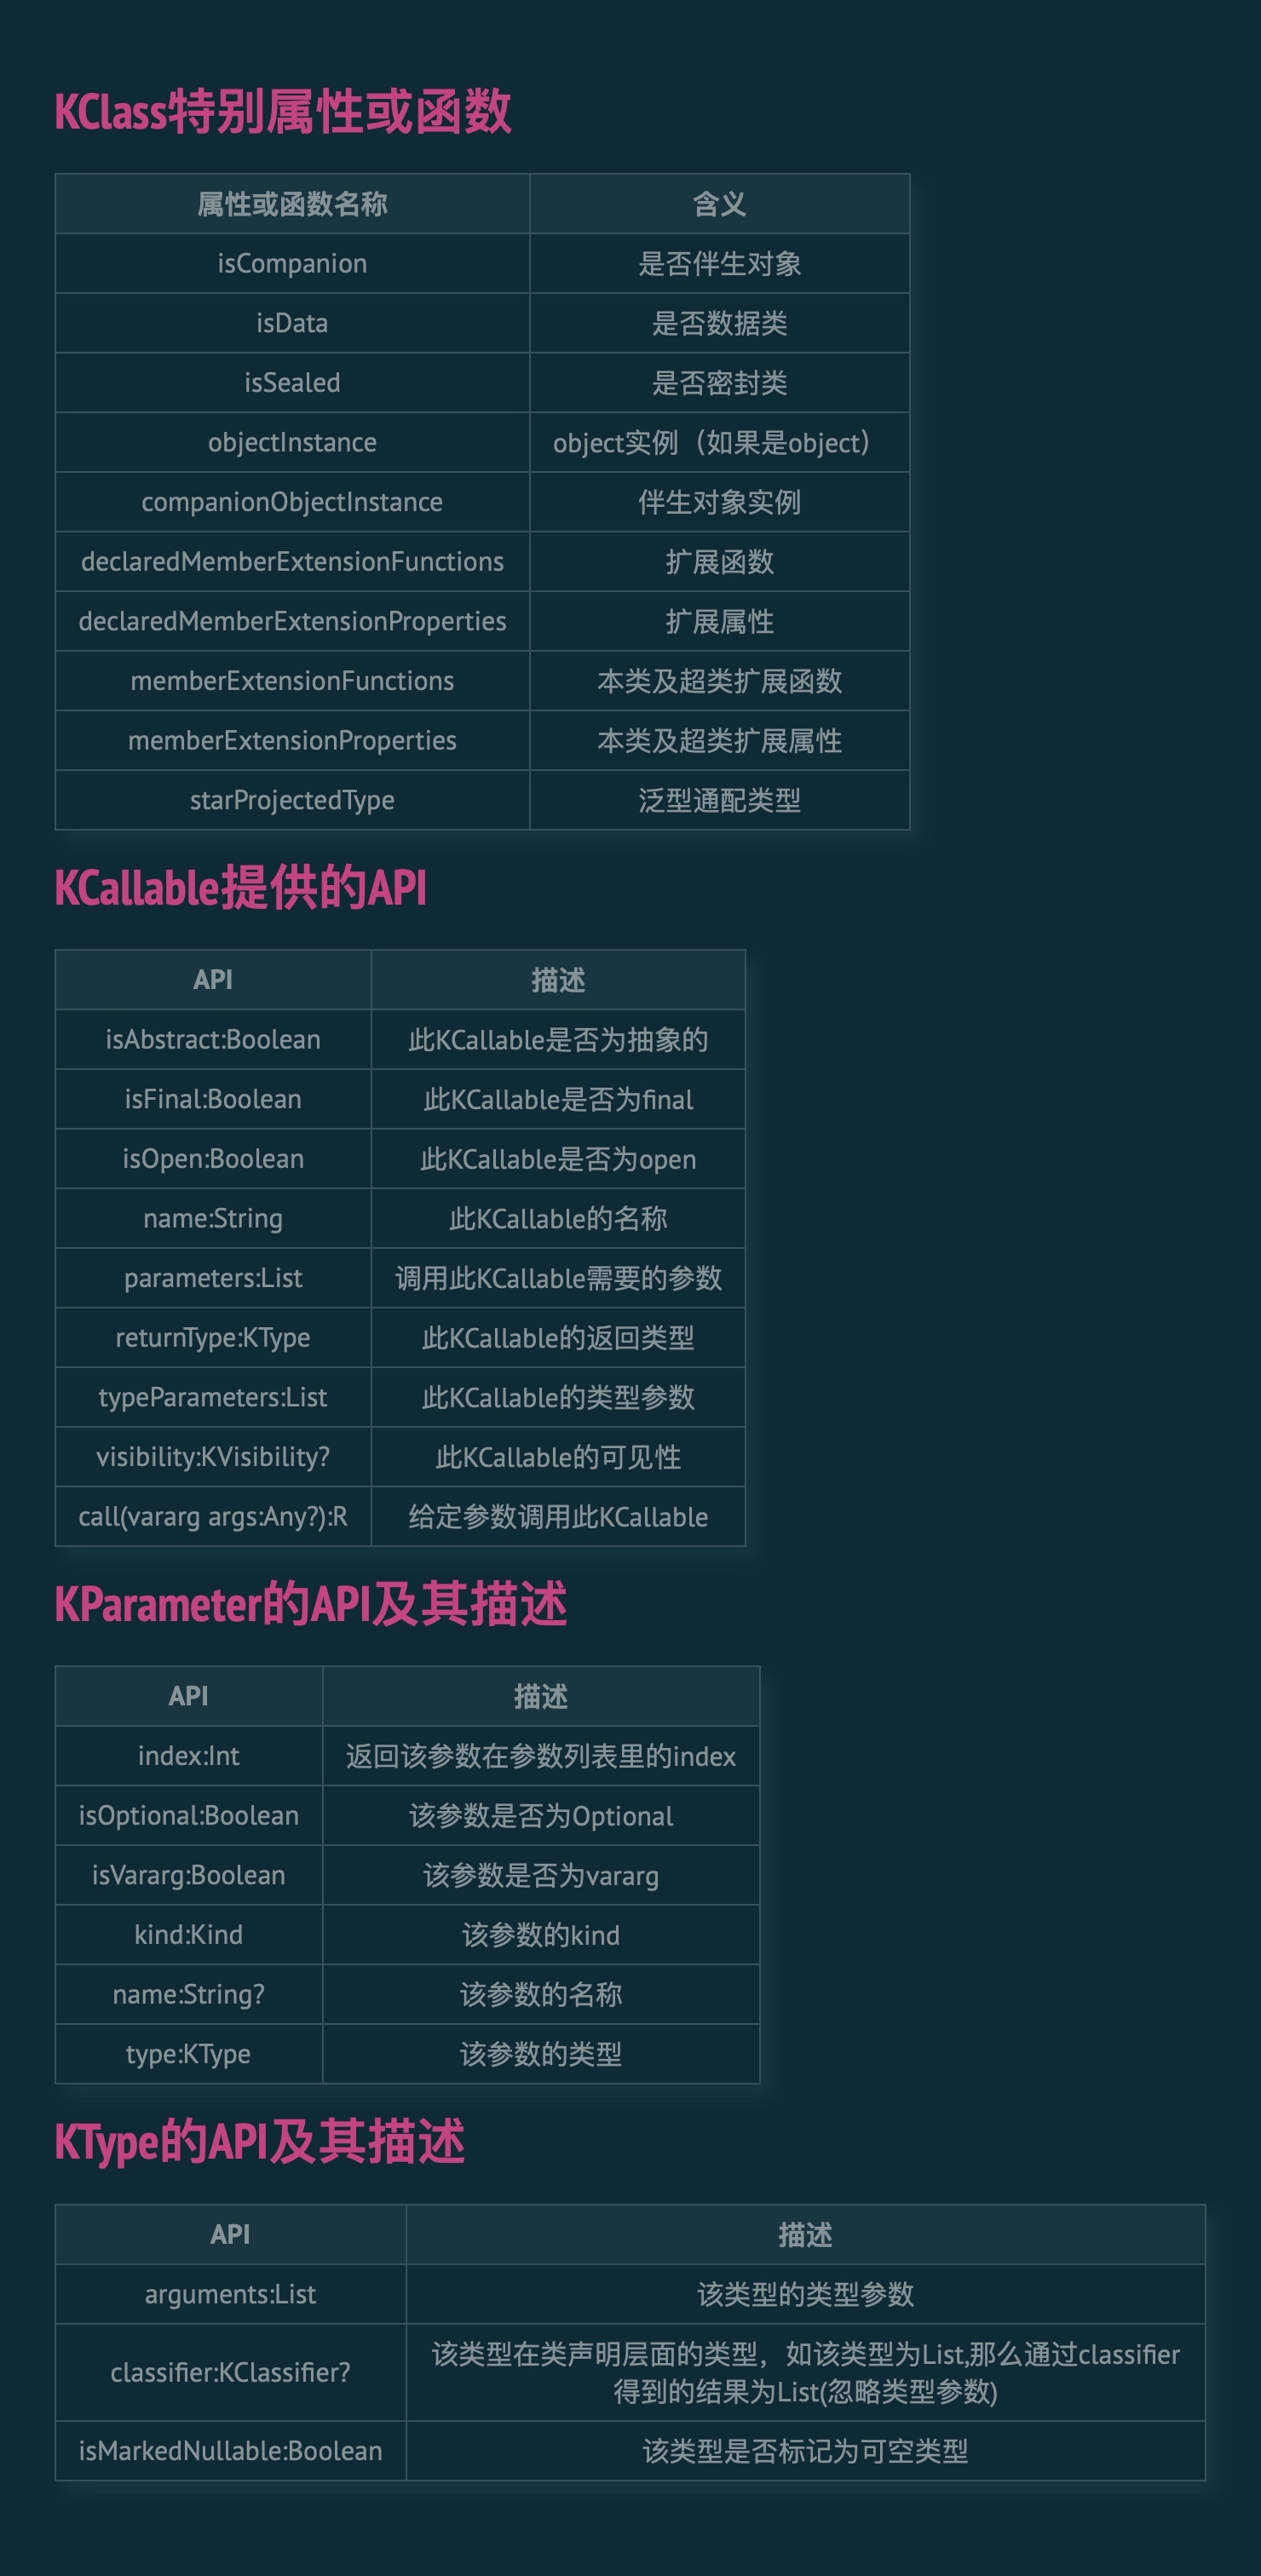 KClass特别属性或函数
属性或函数名称 含义
isCompanion 是否伴生对象
isData 是否数据类
isSealed 是否密封类
objectInstance object实例（如果是object）
companionObjectInstance 伴生对象实例
declaredMemberExtensionFunctions 扩展函数
declaredMemberExtensionProperties 扩展属性
memberExtensionFunctions 本类及超类扩展函数
memberExtensionProperties 本类及超类扩展属性
starProjectedType 泛型通配类型
KCallable提供的API
API 描述
isAbstract:Boolean 此KCallable是否为抽象的
isFinal:Boolean 此KCallable是否为final
isOpen:Boolean 此KCallable是否为open
name:String 此KCallable的名称
parameters:List 调用此KCallable需要的参数
returnType:KType 此KCallable的返回类型
typeParameters:List 此KCallable的类型参数
visibility:KVisibility? 此KCallable的可见性
call(vararg args:Any?):R 给定参数调用此KCallable
KParameter的API及其描述
API 描述
index:Int 返回该参数在参数列表里的index
isOptional:Boolean 该参数是否为Optional
isVararg:Boolean 该参数是否为vararg
kind:Kind 该参数的kind
name:String? 该参数的名称
type:KType 该参数的类型
KType的API及其描述
API 描述
arguments:List 该类型的类型参数
classifier:KClassifier? 该类型在类声明层面的类型，如该类型为List,那么通过classifier
得到的结果为List(忽略类型参数)
isMarkedNullable:Boolean 该类型是否标记为可空类型